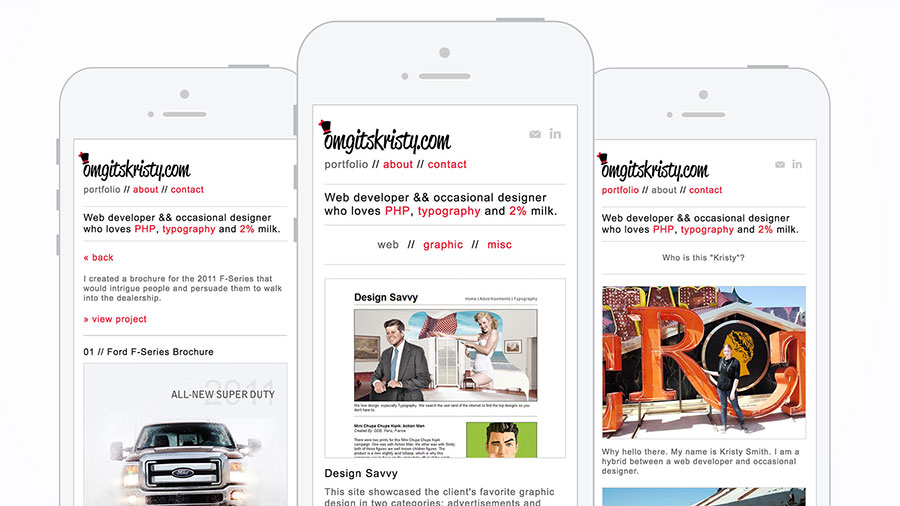 omgitskristy.com
portfolio // about // contact
Web developer && occasional designer
who loves PHP, typography and 2% milk.
« back
I created a brochure for the 2011 F-Series that
would intrigue people and persuade them to walk
into the dealership.
» view project
01 // Ford F-Series Brochure
2011
ALL-NEW SUPER DUTY
Ford
omgitskristy.com
in
portfolio // about // contact
Web developer && occasional designer
who loves PHP, typography and 2% milk.
web // graphic // misc
Design Savvy
Home | Advertisements | Typography
We love design, especially Typography. We search the vast land of the internet to find the top designs so you
don't have to.
Mini Chupa Chups Kipik: Action Man
Created By: DDB, Paris, France
There were two prints for this Mini Chupa Chups Kipik
campaign. One was with Action Man, the other was with
both of these figures are well known children figures. The
product is a mini slightly and lollipop, which is why this
Design Savvy
This site showcased the client's favorite graphic
design in two categories: advertisements and
omgitskristy.com
in
portfolio // about // contact
Web developer && occasional designer
who loves PHP, typography and 2% milk.
Who is this "Kristy"?
R
Why hello there. My name is Kristy Smith. I am a
hybrid between a web developer and occasional
designer.